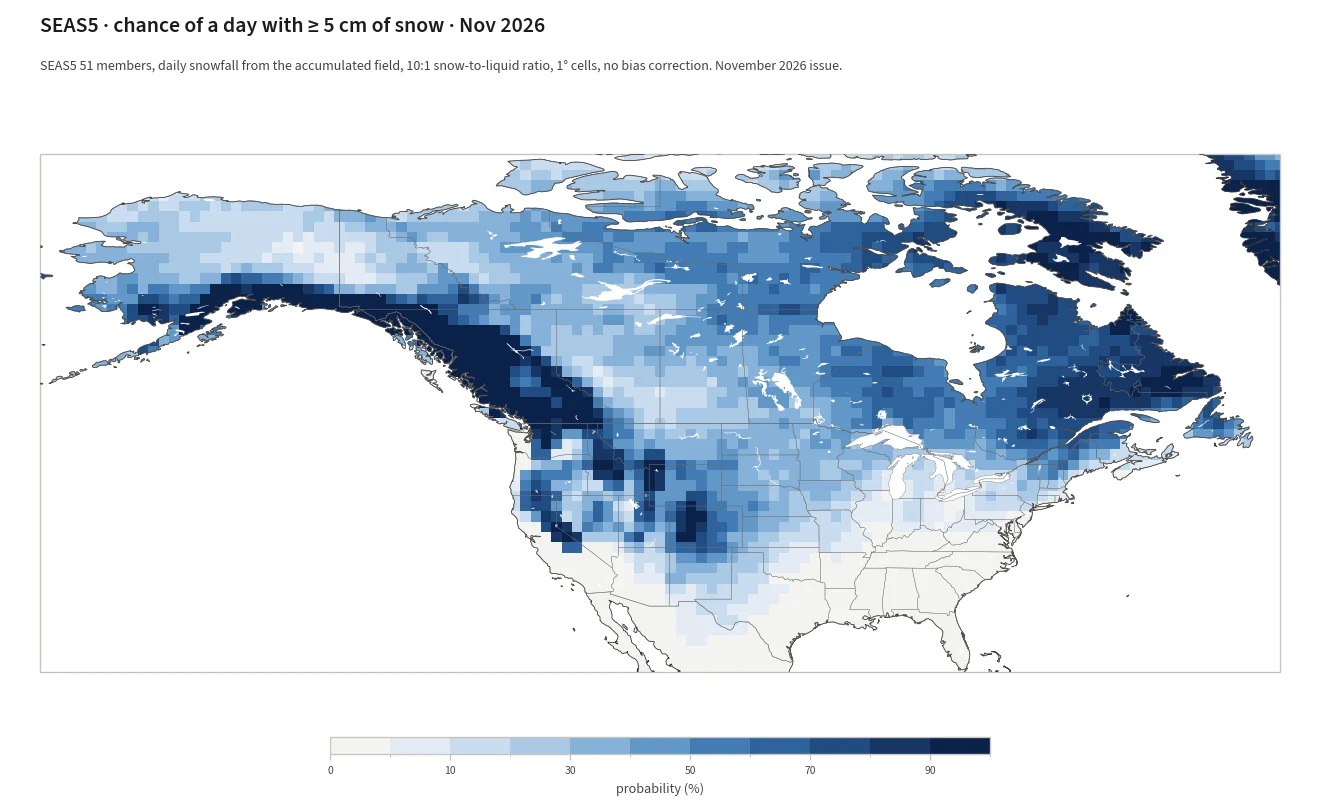 SEAS5 · chance of a day with ≥ 5 cm of snow · Nov 2026
SEAS5 51 members, daily snowfall from the accumulated field, 10:1 snow-to-liquid ratio, 1° cells, no bias correction. November 2026 issue.
0 10 30 50 70 90
probability (%)